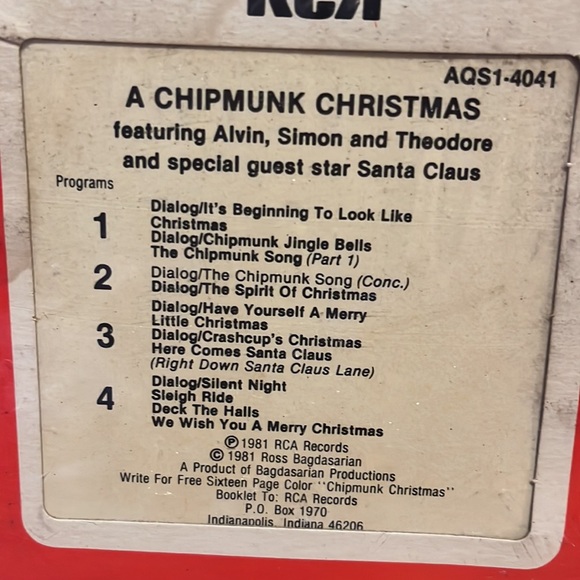 RCA
AQS1-4041
A CHIPMUNK CHRISTMAS
featuring Alvin, Simon and Theodore
and special guest star Santa Claus
Programs
1
Dialog/It's Beginning To Look Like
Christmas
Dialog/Chipmunk Jingle Bells
The Chipmunk Song (Part 1)
2
Dialog/The Chipmunk Song (Conc.)
Dialog/The Spirit Of Christmas
3
Dialog/Have Yourself A Merry
Little Christmas
Dialog/Crashcup's Christmas
Here Comes Santa Claus
(Right Down Santa Claus Lane)
4
Dialog/Silent Night
Sleigh Ride
Deck The Halls
We Wish You A Merry Christmas
Ⓟ 1981 RCA Records
© 1981 Ross Bagdasarian
A Product of Bagdasarian Productions
Write For Free Sixteen Page Color "Chipmunk Christmas"
Booklet To: RCA Records
P.O. Box 1970
Indianapolis, Indiana 46206